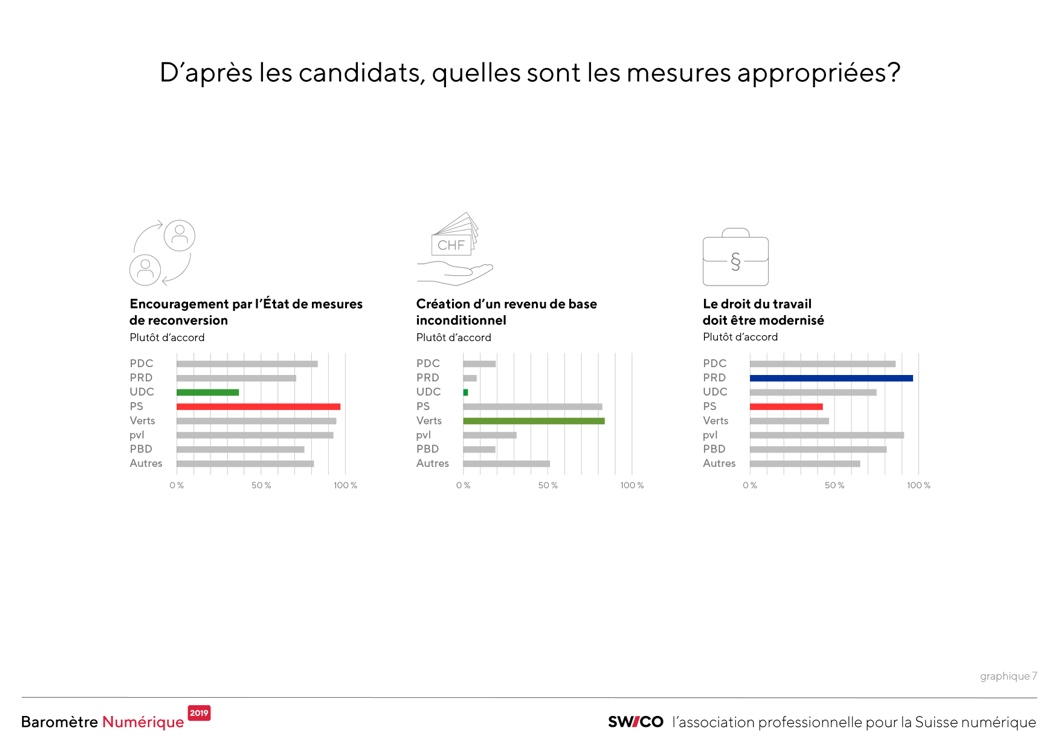 D'après les candidats, quelles sont les mesures appropriées?
CHF
§
Encouragement par l'État de mesures
de reconversion
Plutôt d'accord
PDC
PRD
UDC
PS
Verts
pvl
PBD
Autres
0 %
50 %
100 %
Création d'un revenu de base
inconditionnel
Plutôt d'accord
PDC
PRD
UDC
PS
Verts
pvl
PBD
Autres
0 %
50 %
100 %
Le droit du travail
doit être modernisé
Plutôt d'accord
PDC
PRD
UDC
PS
Verts
pvl
PBD
Autres
0 %
50 %
100 %
graphique 7
Baromètre Numérique 2019
SWICO l'association professionnelle pour la Suisse numérique